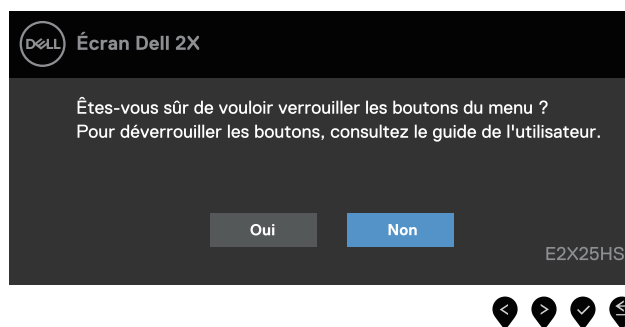 DELL Écran Dell 2X
Êtes-vous sûr de vouloir verrouiller les boutons du menu ?
Pour déverrouiller les boutons, consultez le guide de l'utilisateur.
Oui Non
E2X25HS